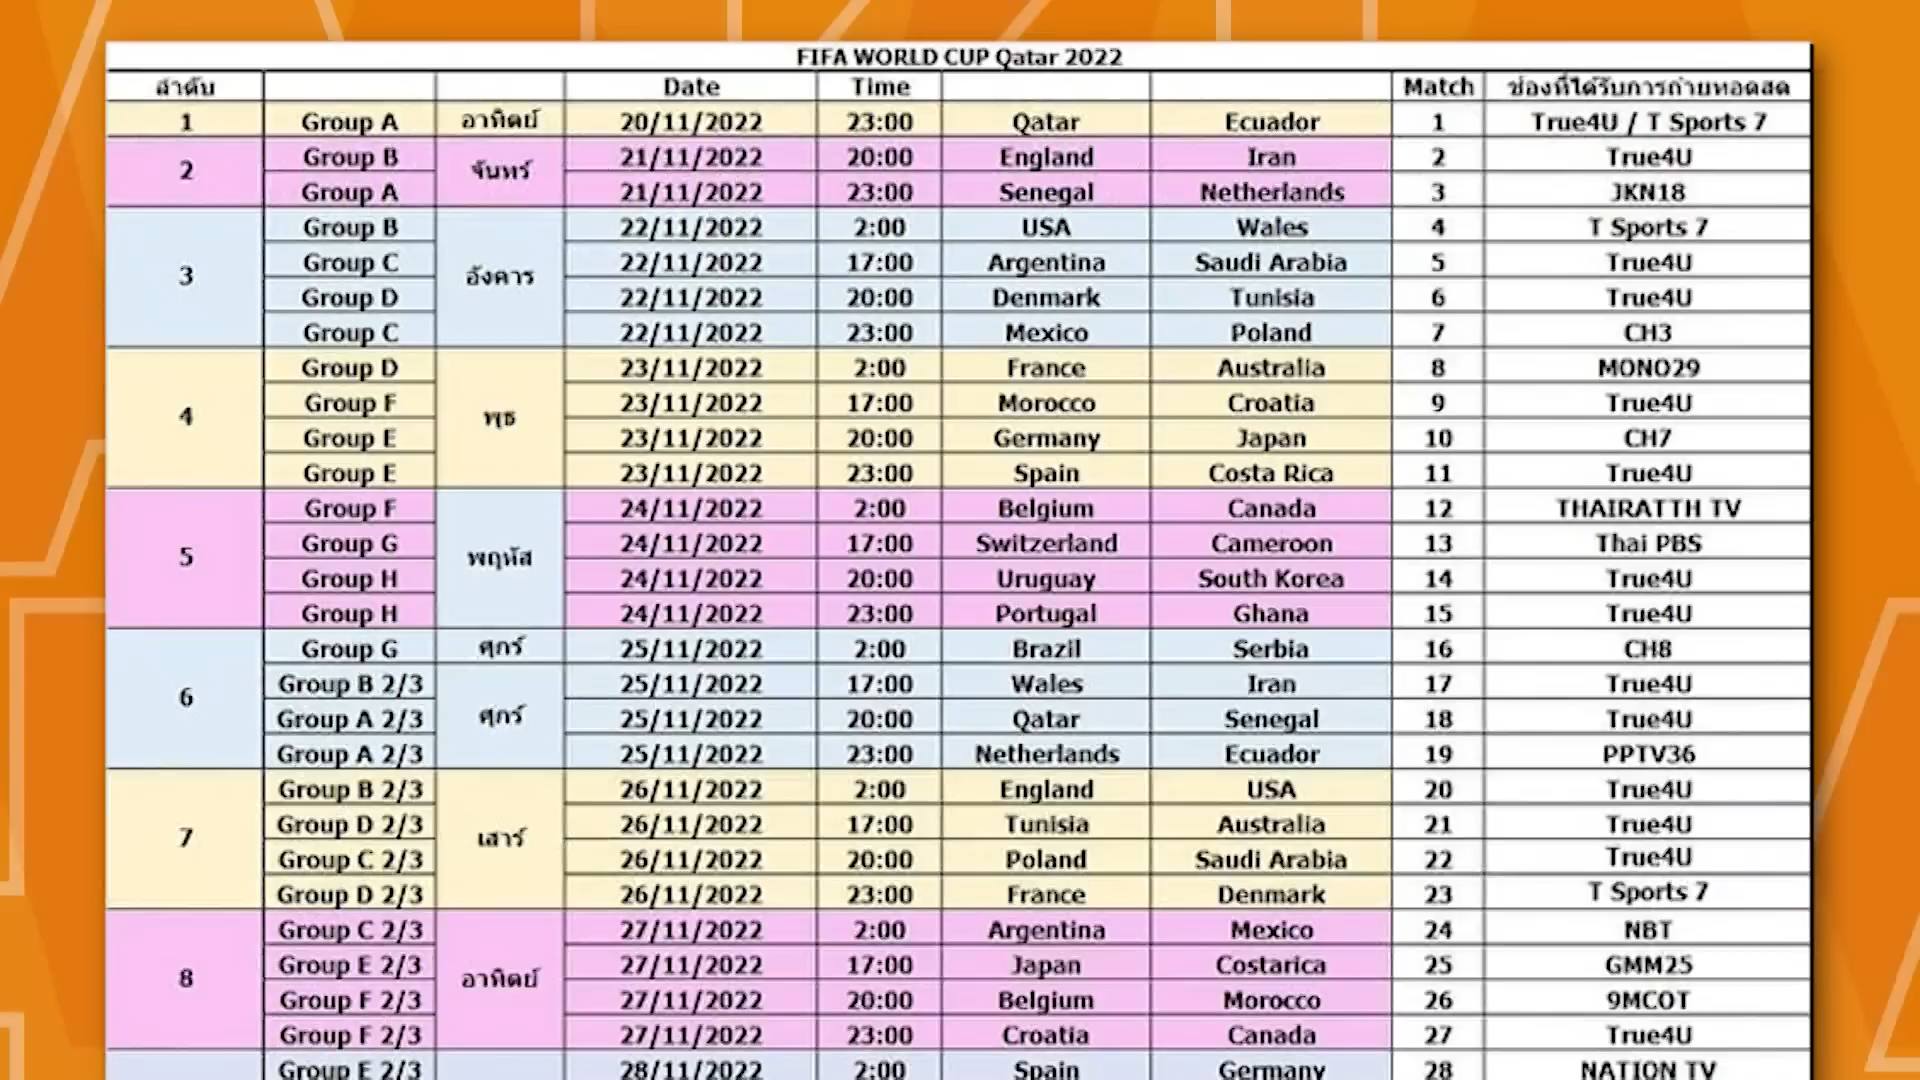 FIFA WORLD CUP Qatar 2022
ลำดับ Date Time Match ช่องที่ได้รับการถ่ายทอดสด
1 Group A อาทิตย์ 20/11/2022 23:00 Qatar Ecuador 1 True4U / T Sports 7
2 Group B จันทร์ 21/11/2022 20:00 England Iran 2 True4U
Group A 21/11/2022 23:00 Senegal Netherlands 3 JKN18
3 Group B อังคาร 22/11/2022 2:00 USA Wales 4 T Sports 7
Group C 22/11/2022 17:00 Argentina Saudi Arabia 5 True4U
Group D 22/11/2022 20:00 Denmark Tunisia 6 True4U
Group C 22/11/2022 23:00 Mexico Poland 7 CH3
4 Group D พุธ 23/11/2022 2:00 France Australia 8 MONO29
Group F 23/11/2022 17:00 Morocco Croatia 9 True4U
Group E 23/11/2022 20:00 Germany Japan 10 CH7
Group E 23/11/2022 23:00 Spain Costa Rica 11 True4U
5 Group F พฤหัส 24/11/2022 2:00 Belgium Canada 12 THAIRATTH TV
Group G 24/11/2022 17:00 Switzerland Cameroon 13 Thai PBS
Group H 24/11/2022 20:00 Uruguay South Korea 14 True4U
Group H 24/11/2022 23:00 Portugal Ghana 15 True4U
6 Group G ศุกร์ 25/11/2022 2:00 Brazil Serbia 16 CH8
Group B 2/3 ศุกร์ 25/11/2022 17:00 Wales Iran 17 True4U
Group A 2/3 25/11/2022 20:00 Qatar Senegal 18 True4U
Group A 2/3 25/11/2022 23:00 Netherlands Ecuador 19 PPTV36
7 Group B 2/3 เสาร์ 26/11/2022 2:00 England USA 20 True4U
Group D 2/3 26/11/2022 17:00 Tunisia Australia 21 True4U
Group C 2/3 26/11/2022 20:00 Poland Saudi Arabia 22 True4U
Group D 2/3 26/11/2022 23:00 France Denmark 23 T Sports 7
8 Group C 2/3 อาทิตย์ 27/11/2022 2:00 Argentina Mexico 24 NBT
Group E 2/3 27/11/2022 17:00 Japan Costarica 25 GMM25
Group F 2/3 27/11/2022 20:00 Belgium Morocco 26 9MCOT
Group F 2/3 27/11/2022 23:00 Croatia Canada 27 True4U
Group E 2/3 28/11/2022 2:00 Spain Germany 28 NATION TV